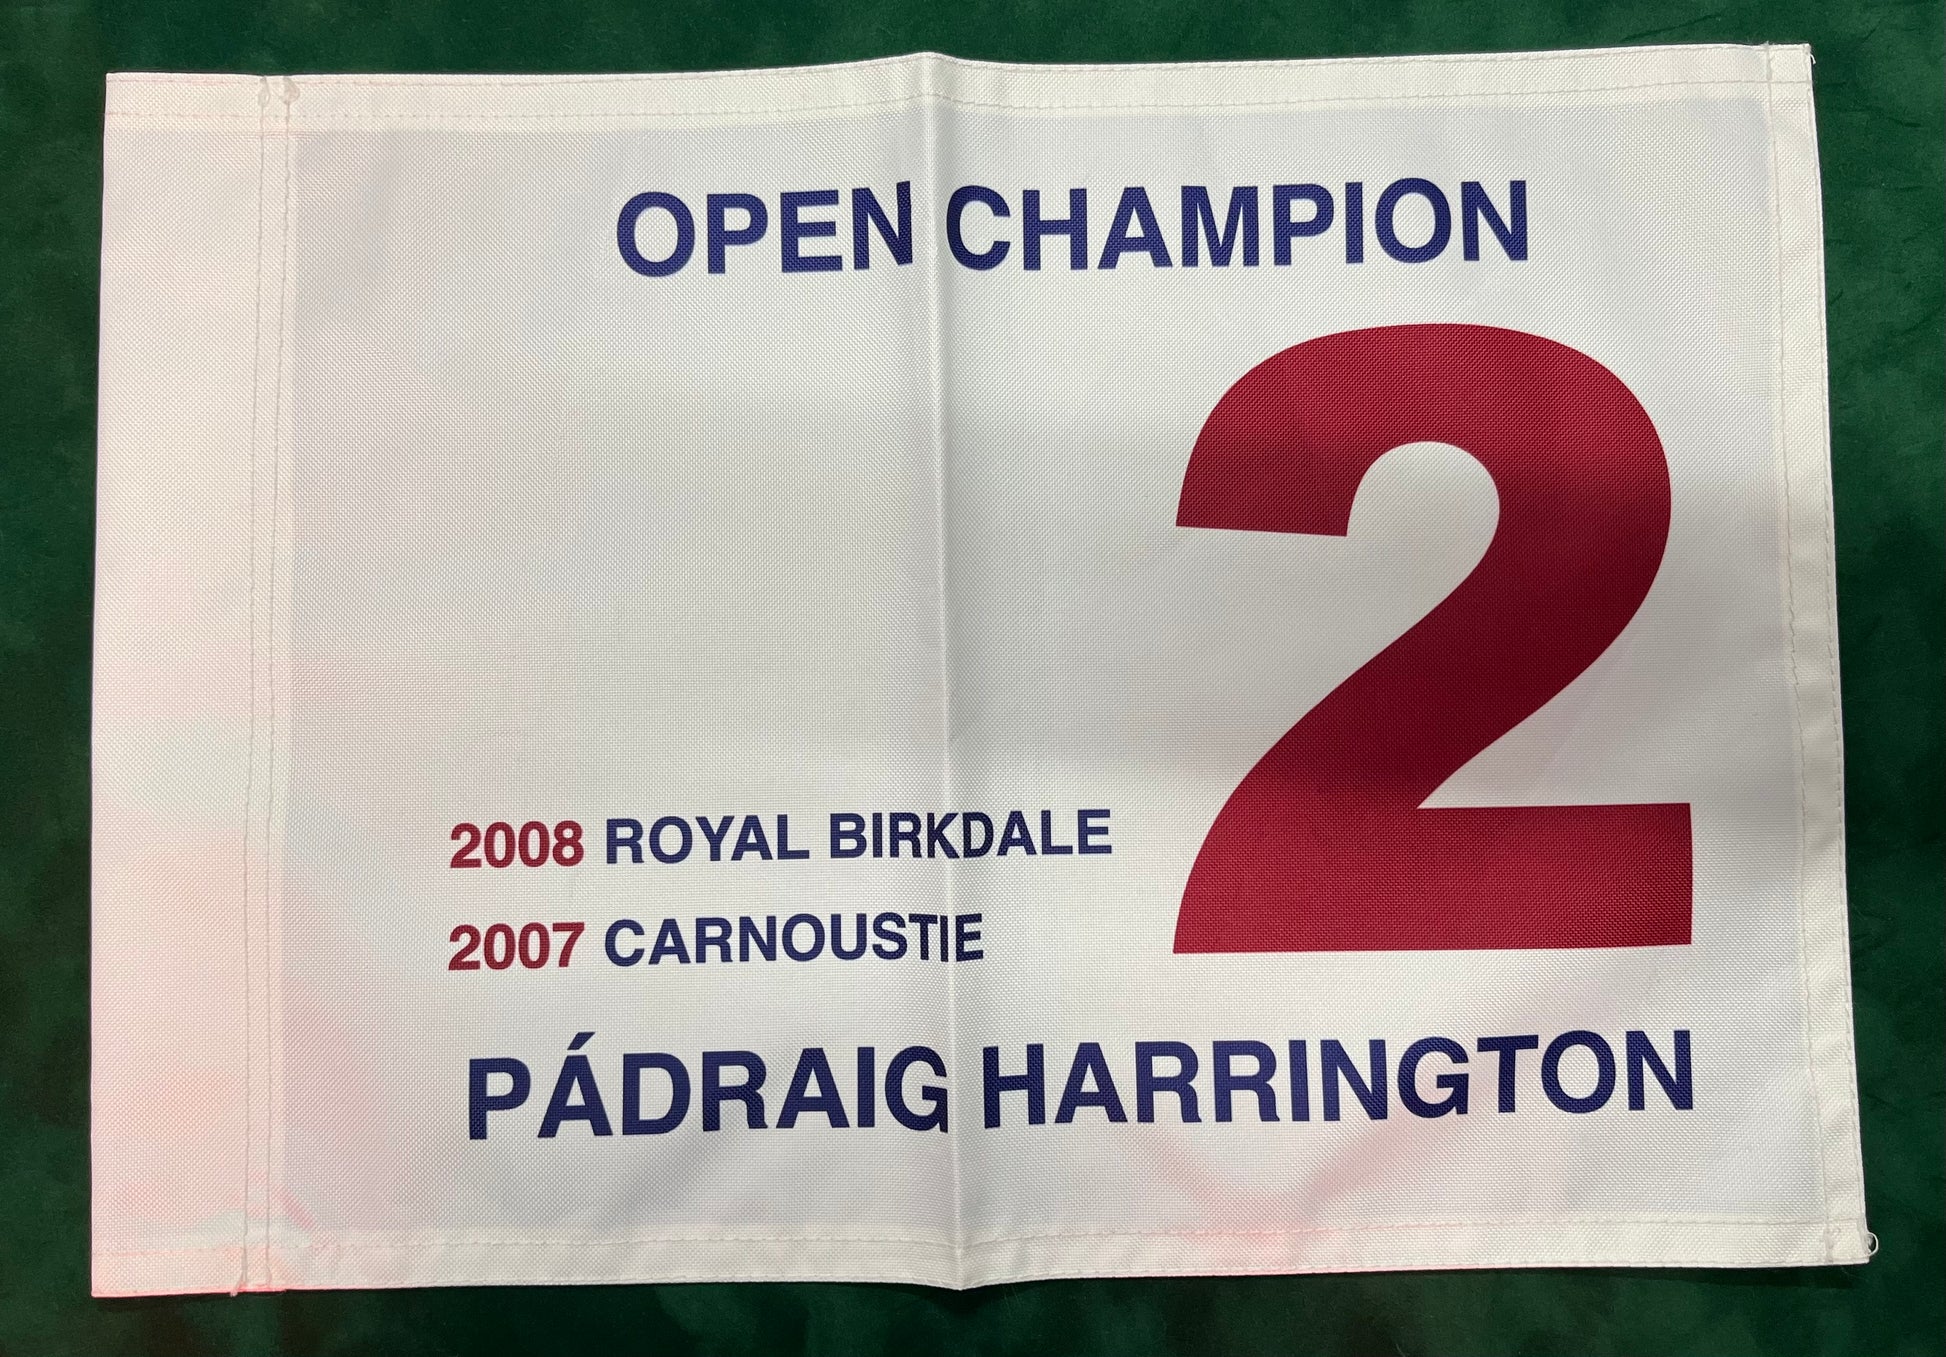 OPEN CHAMPION
2
2008 ROYAL BIRKDALE
2007 CARNOUSTIE
PÁDRAIG HARRINGTON